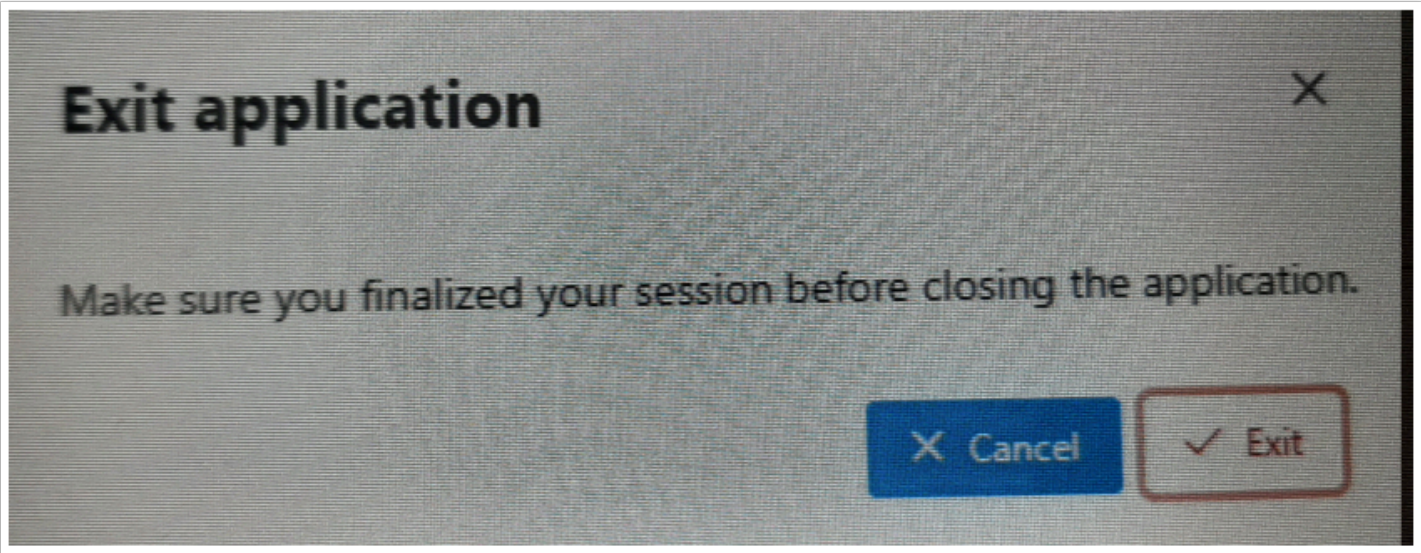 Exit application
Make sure you finalized your session before closing the application.
Cancel
Exit